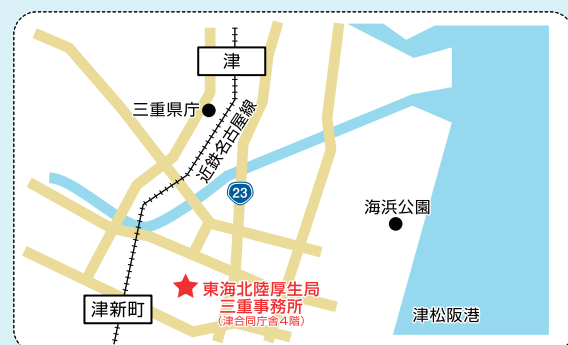 津
三重県庁
近鉄名古屋線
23
海浜公園
東海北陸厚生局
三重事務所
(津合同庁舎4階)
津新町
津松阪港